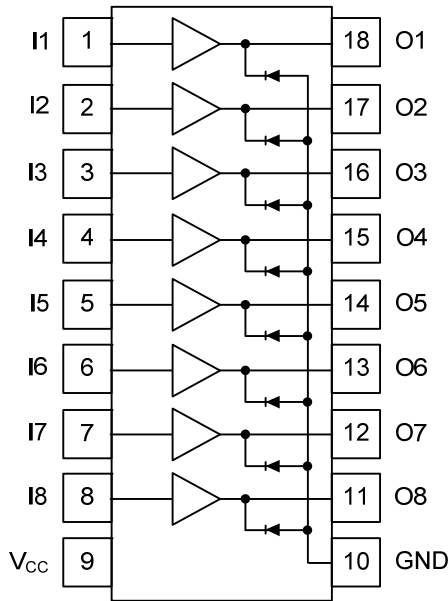 I1 1 18 O1
I2 2 17 O2
I3 3 16 O3
I4 4 15 O4
I5 5 14 O5
I6 6 13 O6
I7 7 12 O7
I8 8 11 O8
VCC 9 10 GND